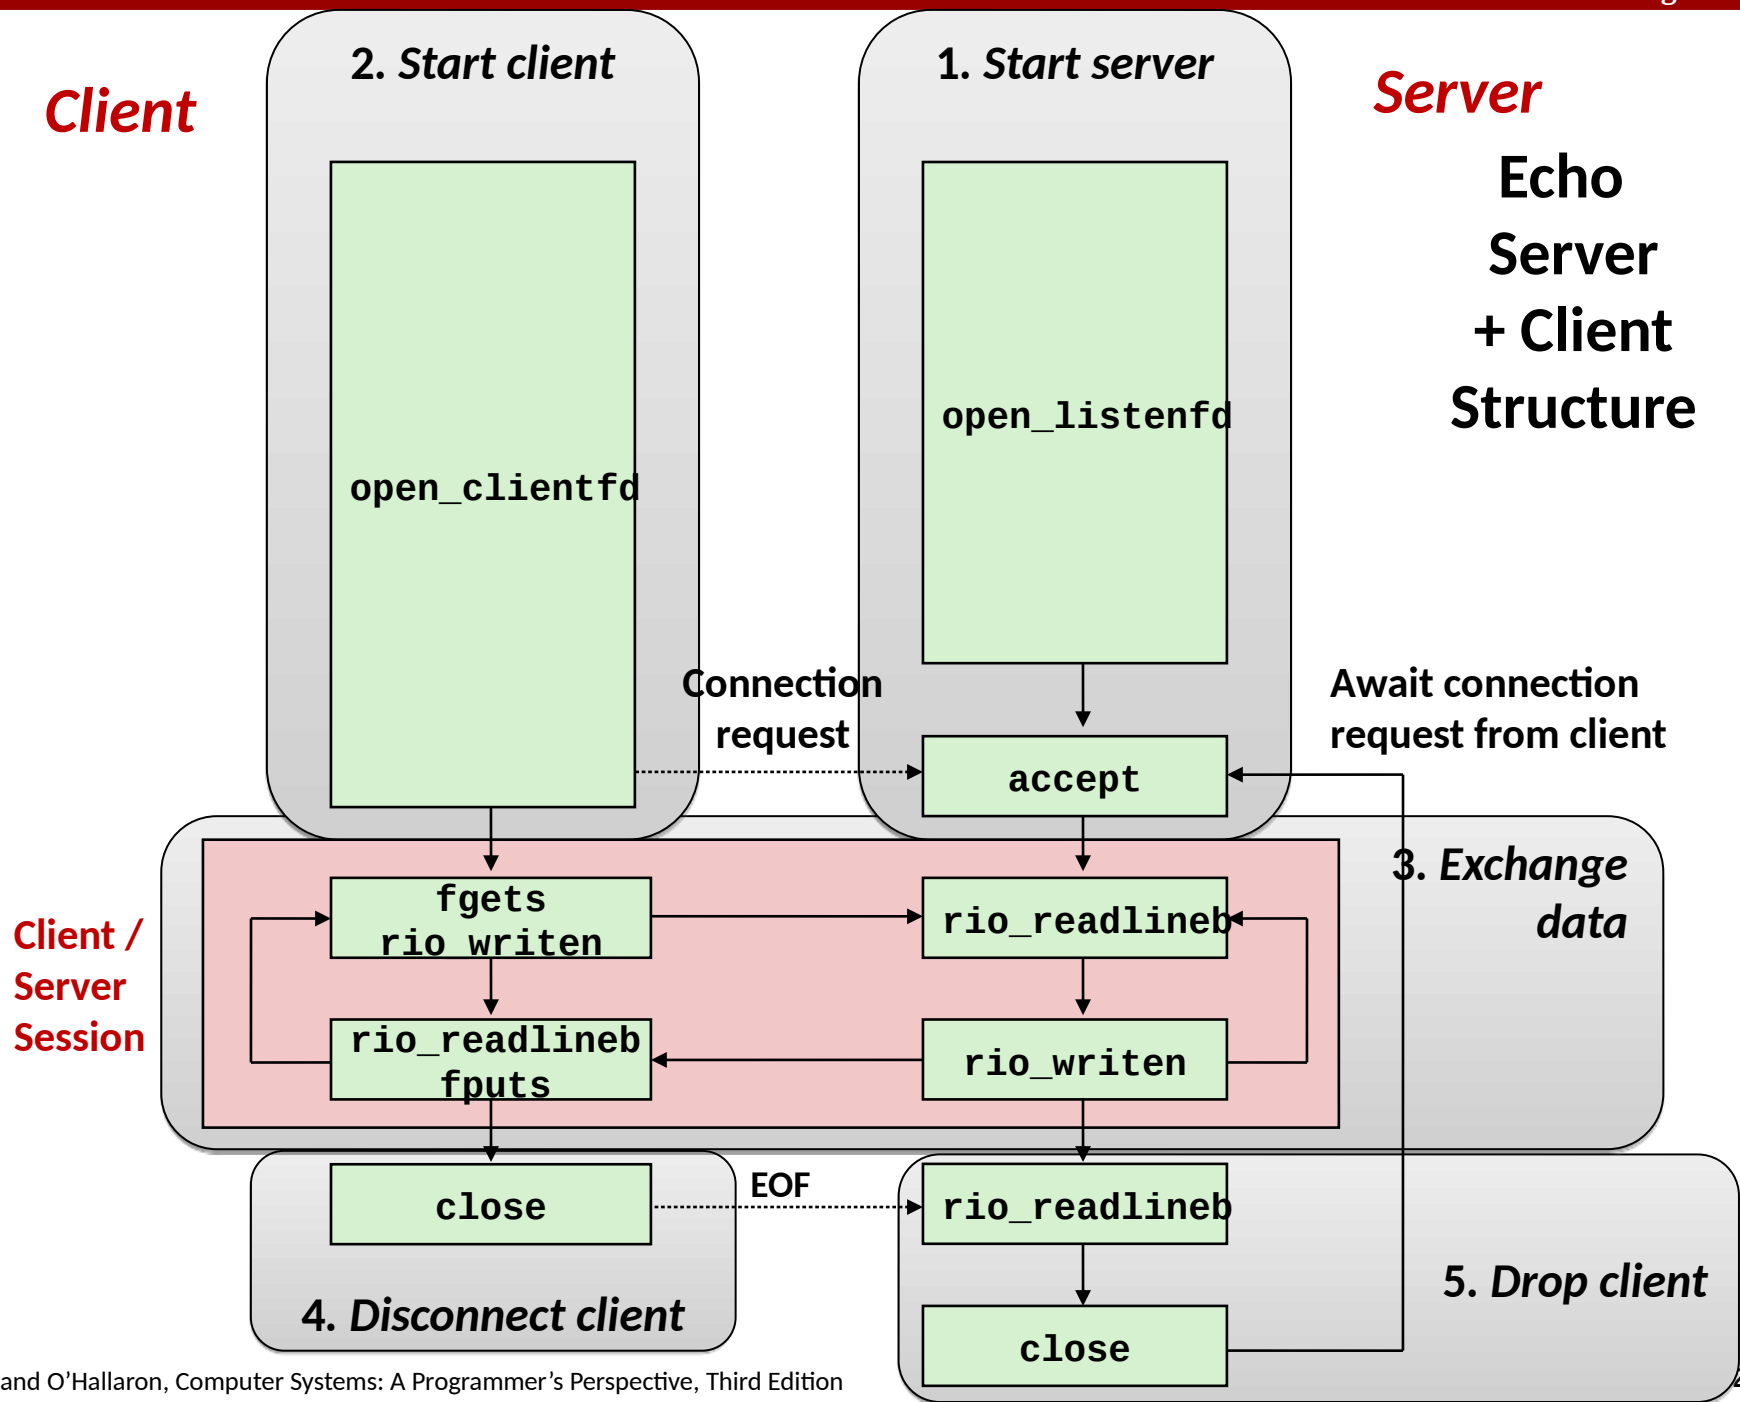 2. Start client
1. Start server
Client
Server
Echo
Server
+ Client
Structure
open_listenfd
open_clientfd
Connection
request
Await connection
request from client
accept
3. Exchange
data
fgets
rio_writen
rio_readlineb
Client /
Server
Session
rio_readlineb
fputs
rio_writen
close
EOF
rio_readlineb
4. Disconnect client
5. Drop client
close
and O’Hallaron, Computer Systems: A Programmer’s Perspective, Third Edition